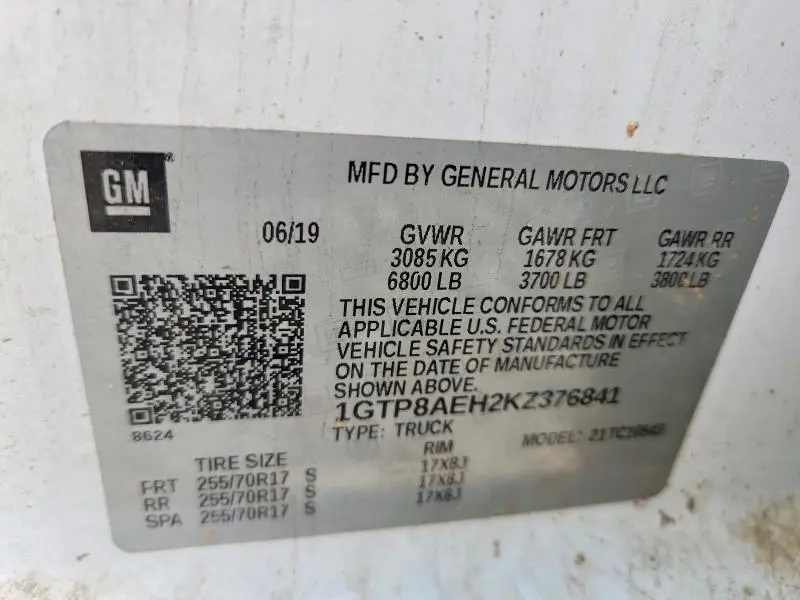 GM
MFD BY GENERAL MOTORS LLC
06/19 GVWR GAWR FRT GAWR RR
3085 KG 1678 KG 1724 KG
6800 LB 3700 LB 3800 LB
THIS VEHICLE CONFORMS TO ALL
APPLICABLE U.S. FEDERAL MOTOR
VEHICLE SAFETY STANDARDS IN EFFECT
ON THE DATE OF MANUFACTURE
SHOWN ABOVE.
1GTP8AEH2KZ376841
8624 TYPE: TRUCK MODEL:
TIRE SIZE RIM
FRT 255/70R17 S 17X8J
RR 255/70R17 S 17X8J
SPA 255/70R17 S 17X8J